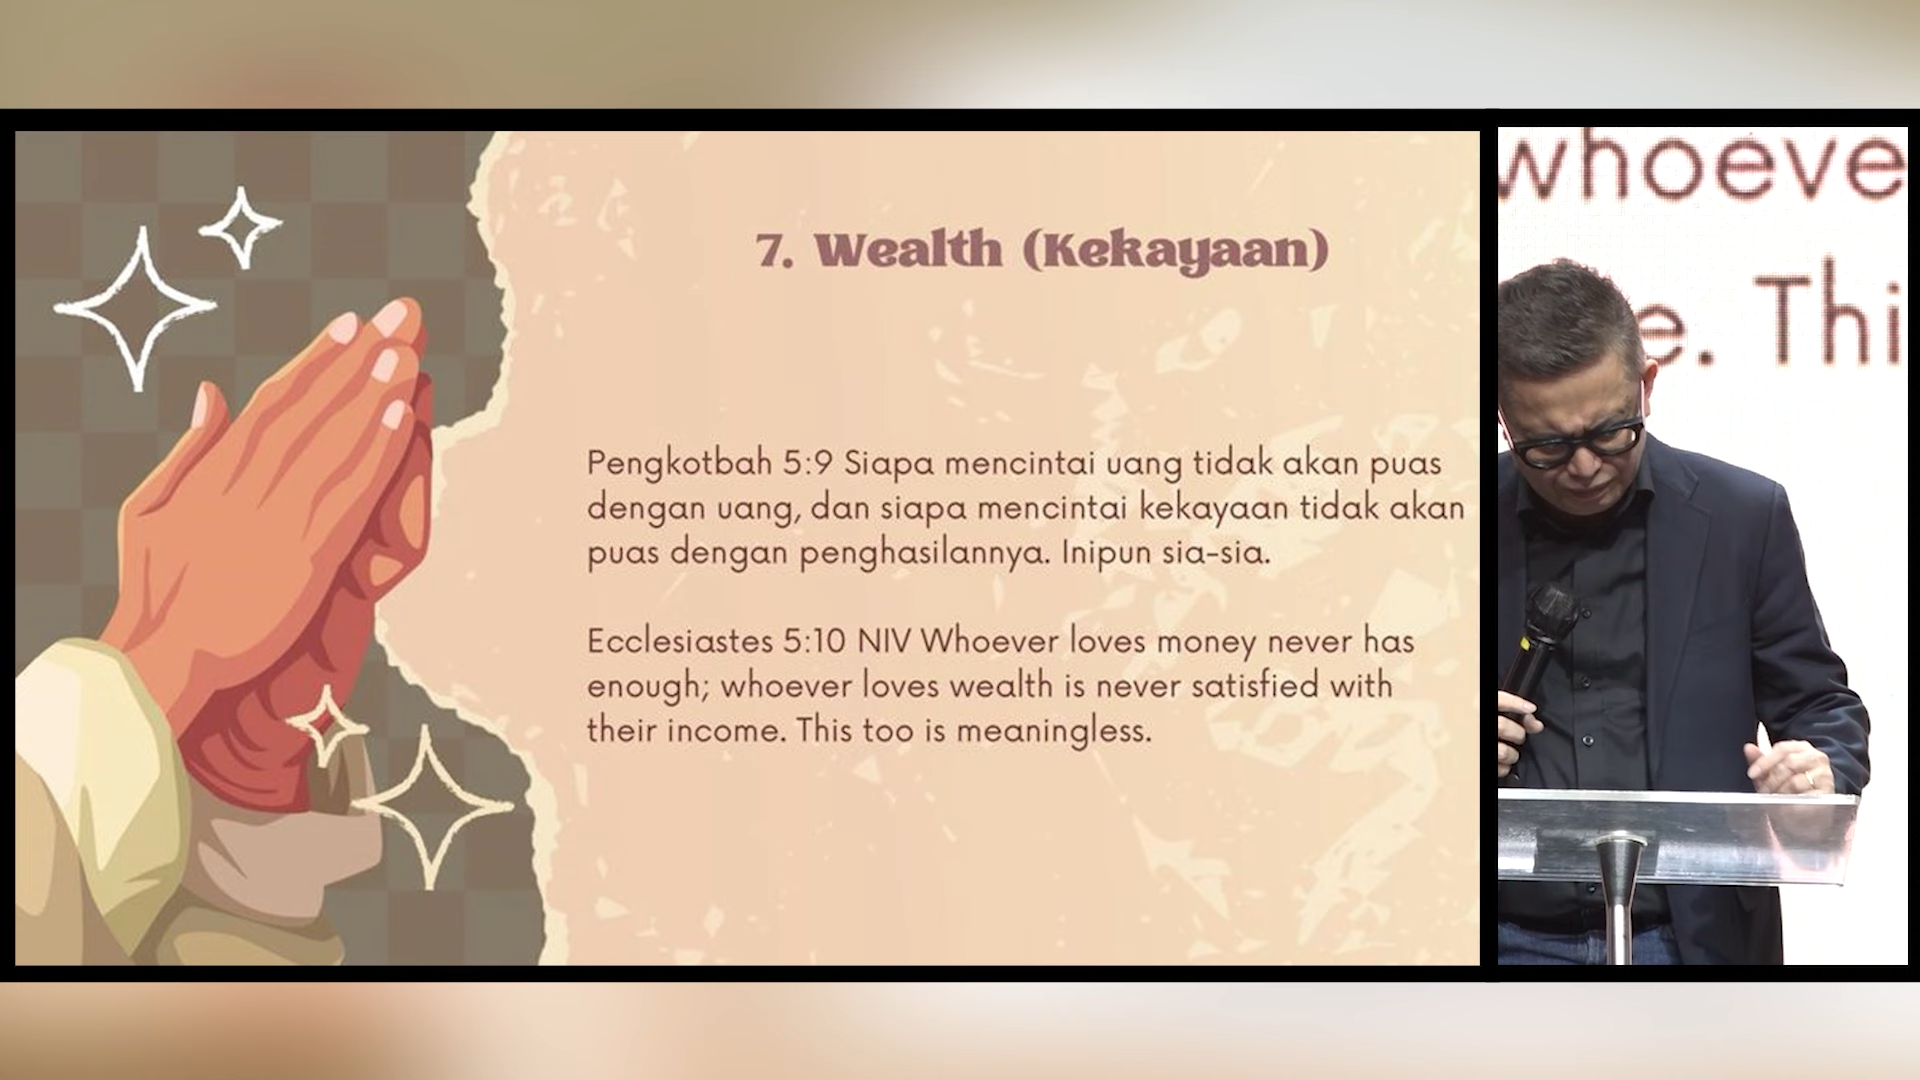 7. Wealth (Kekayaan)
Pengkotbah 5:9 Siapa mencintai uang tidak akan puas
dengan uang, dan siapa mencintai kekayaan tidak akan
puas dengan penghasilannya. Inipun sia-sia.
Ecclesiastes 5:10 NIV Whoever loves money never has
enough; whoever loves wealth is never satisfied with
their income. This too is meaningless.
whoeve
e. Thi